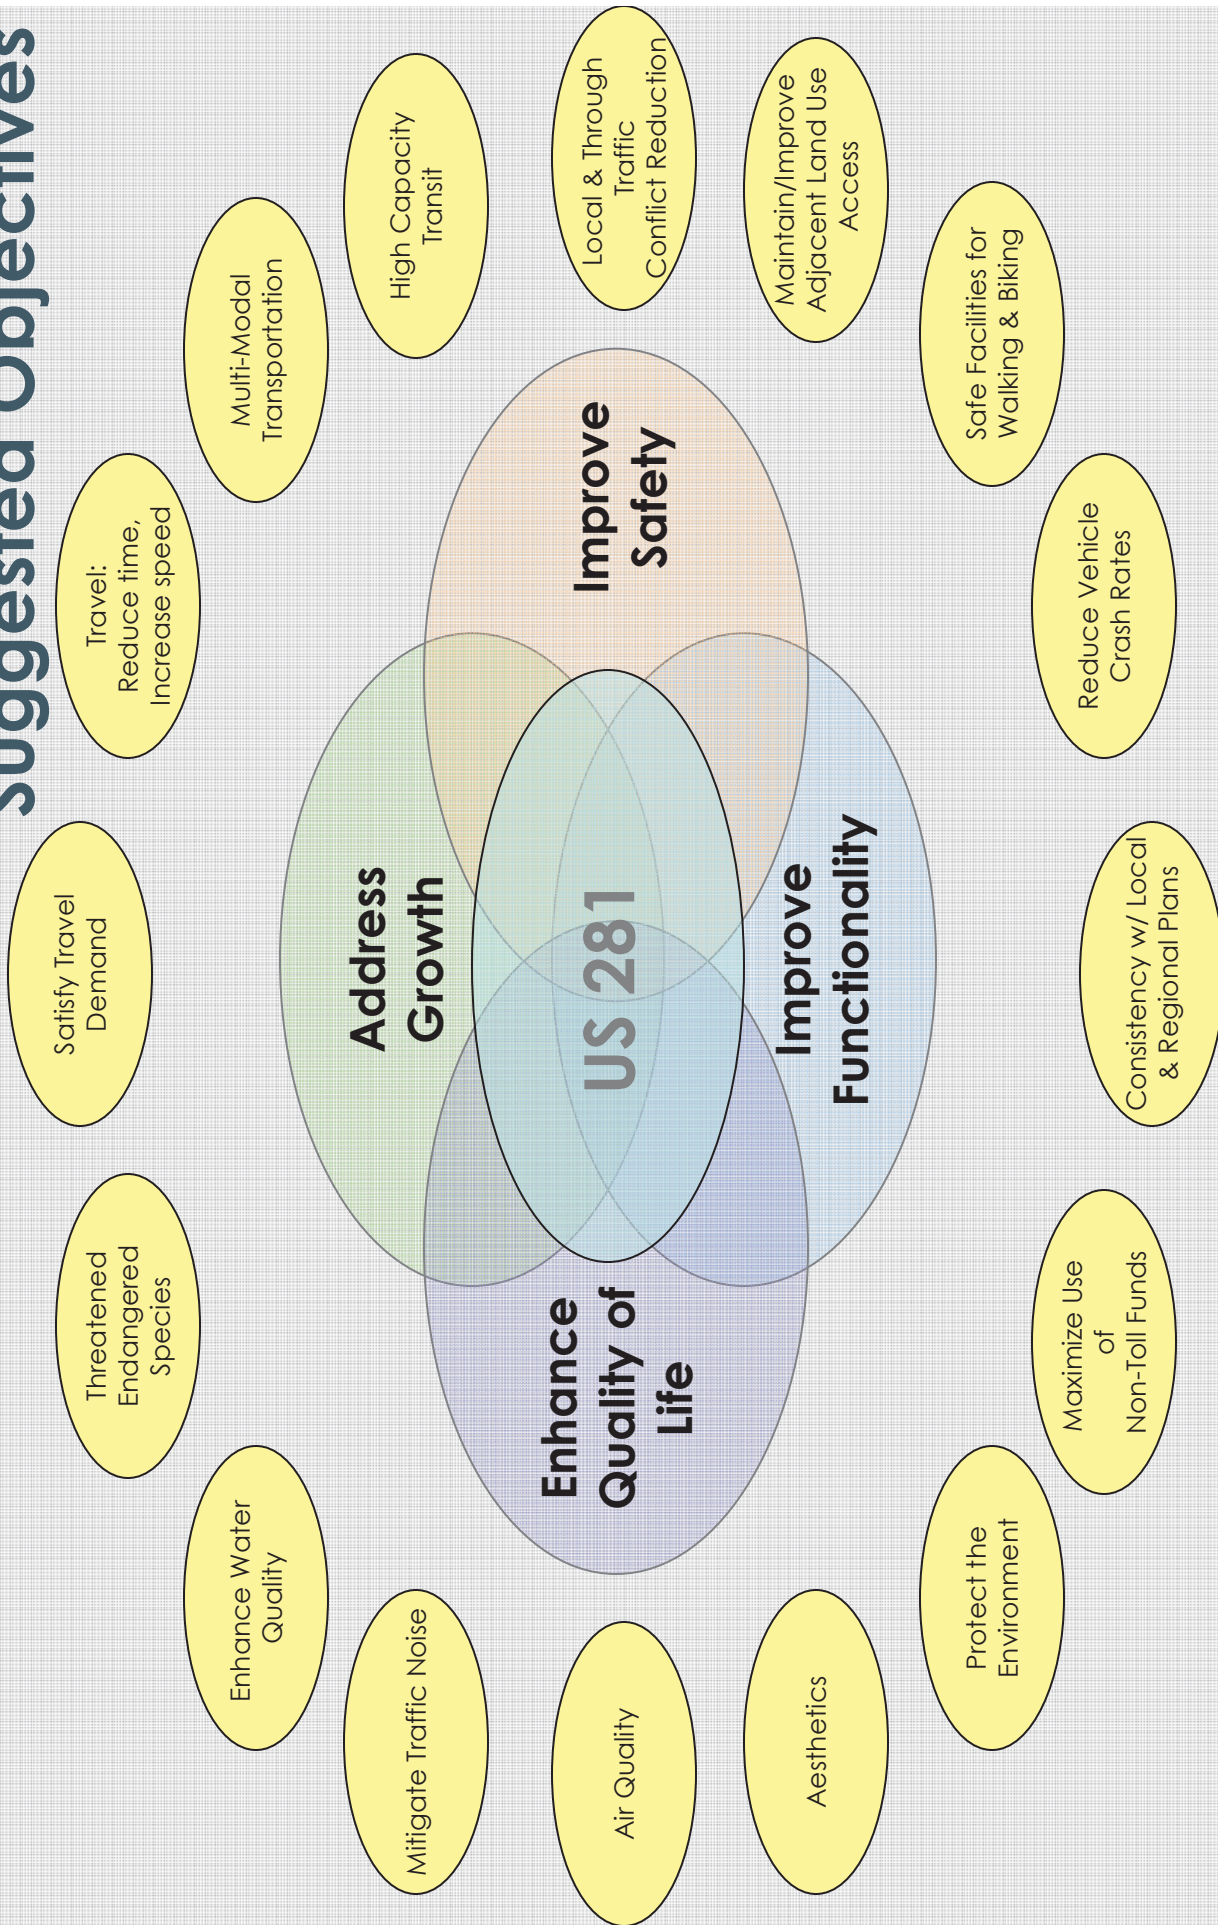 Suggested Objectives
Satisfy Travel
Demand
Travel:
Reduce time,
Increase speed
Multi-Modal
Transportation
High Capacity
Transit
Local & Through
Traffic
Conflict Reduction
Maintain/Improve
Adjacent Land Use
Access
Safe Facilities for
Walking & Biking
Reduce Vehicle
Crash Rates
Consistency w/ Local
& Regional Plans
Maximize Use
of
Non-Toll Funds
Protect the
Environment
Aesthetics
Air Quality
Mitigate Traffic Noise
Enhance Water
Quality
Threatened
Endangered
Species
Address
Growth
Improve
Safety
Improve
Functionality
Enhance
Quality of
Life
US 281